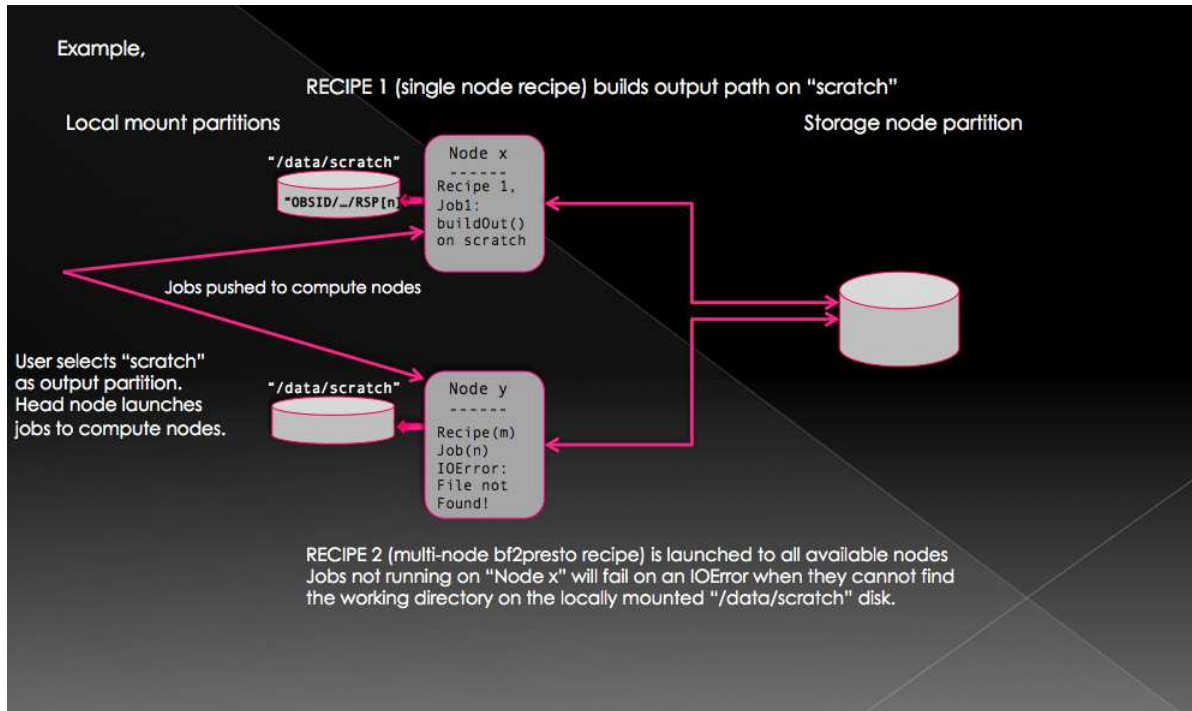 Example,
RECIPE 1 (single node recipe) builds output path on “scratch”
Local mount partitions
Storage node partition
“/data/scratch”
“OBSID/…/RSP[n]
Node x
------
Recipe 1,
Job1:
buildOut()
on scratch
Jobs pushed to compute nodes
User selects “scratch”
as output partition.
Head node launches
jobs to compute nodes.
“/data/scratch”
Node y
------
Recipe(m)
Job(n)
IOError:
File not
Found!
RECIPE 2 (multi-node bf2presto recipe) is launched to all available nodes
Jobs not running on “Node x” will fail on an IOError when they cannot find
the working directory on the locally mounted “/data/scratch” disk.